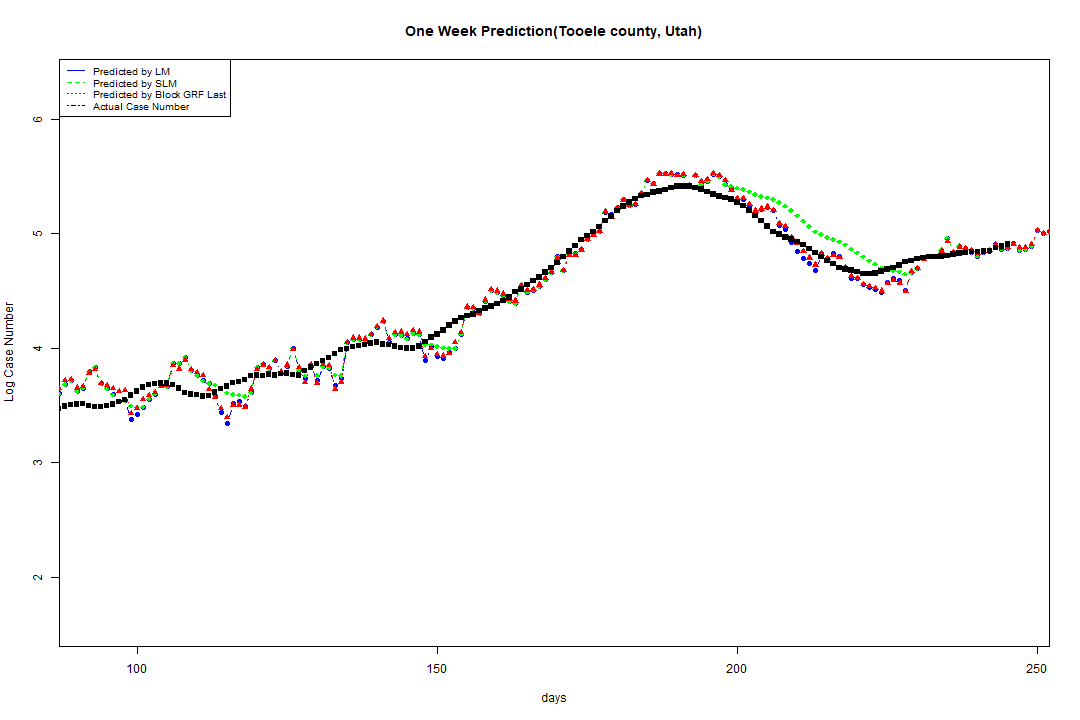 One Week Prediction(Tooele county, Utah)
Predicted by LM
Predicted by SLM
Predicted by Block GRF Last
Actual Case Number
6
5
4
3
2
Log Case Number
100 150 200 250
days